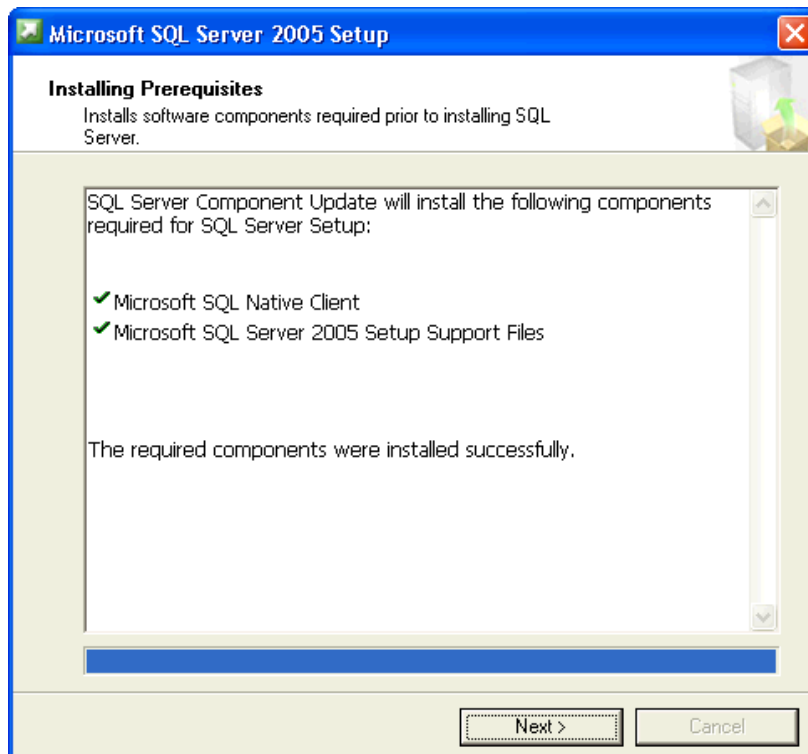 Microsoft SQL Server 2005 Setup
Installing Prerequisites
Installs software components required prior to installing SQL
Server.
SQL Server Component Update will install the following components
required for SQL Server Setup:
Microsoft SQL Native Client
Microsoft SQL Server 2005 Setup Support Files
The required components were installed successfully.
Next >
Cancel